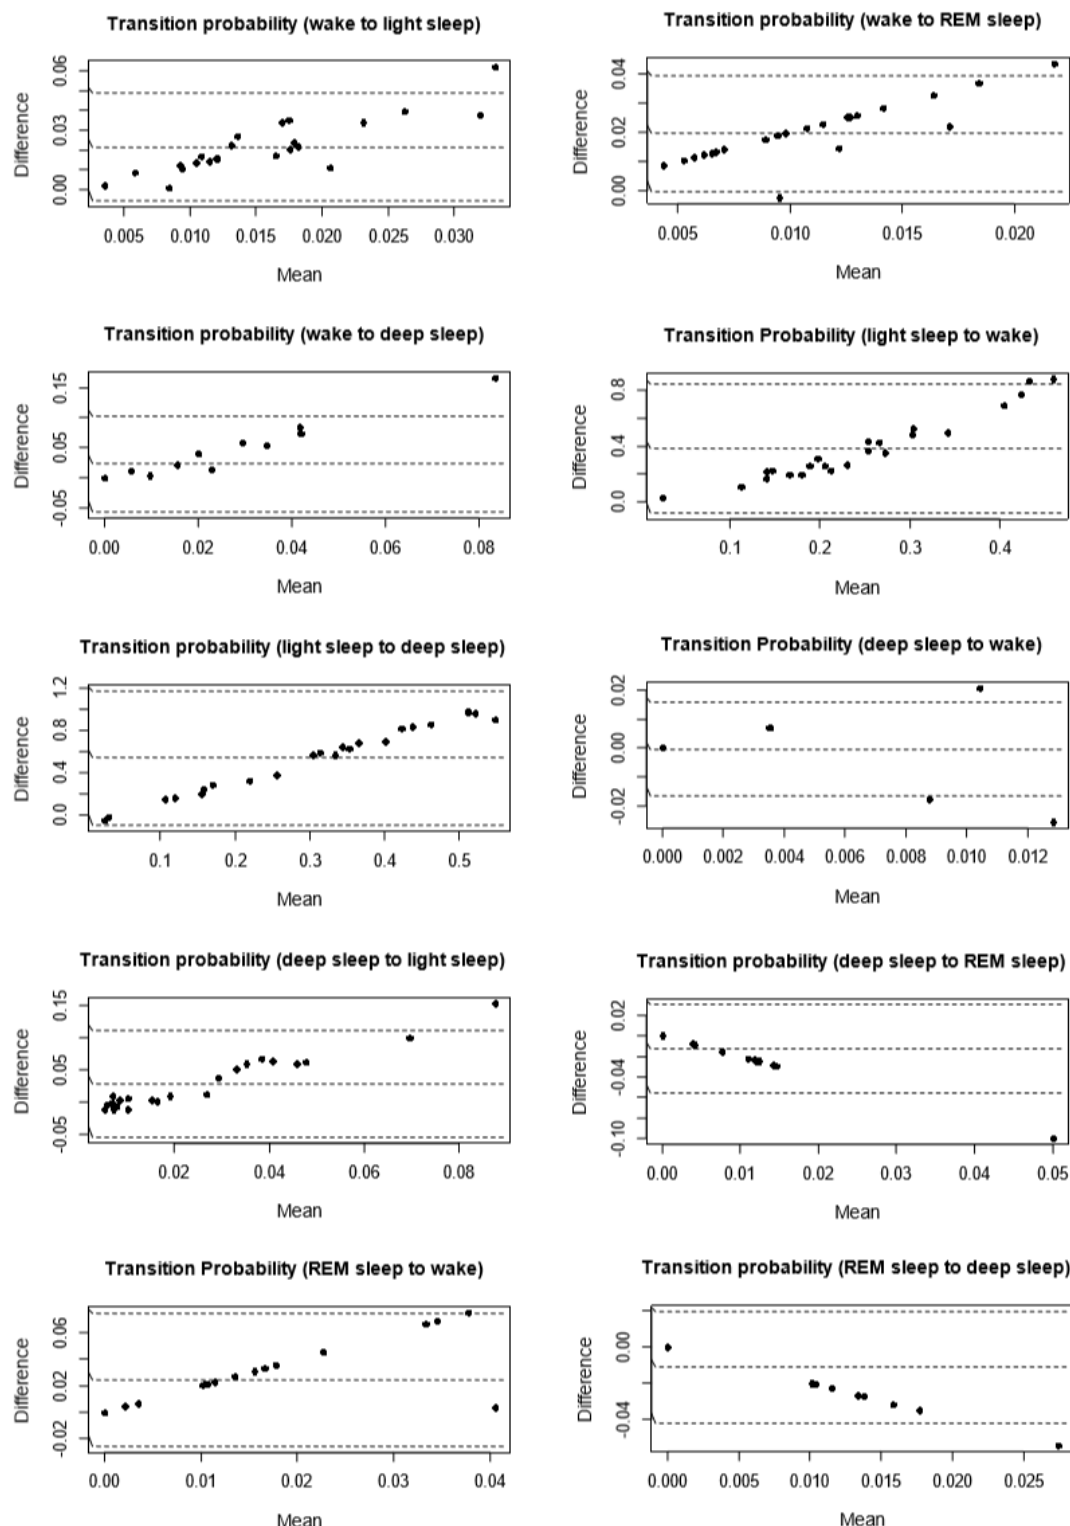 Transition probability (wake to light sleep)
Difference
0.00 0.03 0.06
0.005 0.010 0.015 0.020 0.025 0.030
Mean
Transition probability (wake to REM sleep)
Difference
0.00 0.02 0.04
0.005 0.010 0.015 0.020
Mean
Transition probability (wake to deep sleep)
Difference
-0.05 0.05 0.15
0.00 0.02 0.04 0.06 0.08
Mean
Transition Probability (light sleep to wake)
Difference
0.0 0.4 0.8
0.1 0.2 0.3 0.4
Mean
Transition probability (light sleep to deep sleep)
Difference
0.0 0.4 0.8 1.2
0.1 0.2 0.3 0.4 0.5
Mean
Transition Probability (deep sleep to wake)
Difference
-0.02 0.00 0.02
0.000 0.002 0.004 0.006 0.008 0.010 0.012
Mean
Transition probability (deep sleep to light sleep)
Difference
-0.05 0.05 0.15
0.02 0.04 0.06 0.08
Mean
Transition probability (deep sleep to REM sleep)
Difference
-0.10 -0.04 0.02
0.00 0.01 0.02 0.03 0.04 0.05
Mean
Transition Probability (REM sleep to wake)
Difference
-0.02 0.02 0.06
0.00 0.01 0.02 0.03 0.04
Mean
Transition probability (REM sleep to deep sleep)
Difference
-0.04 0.00
0.000 0.005 0.010 0.015 0.020 0.025
Mean